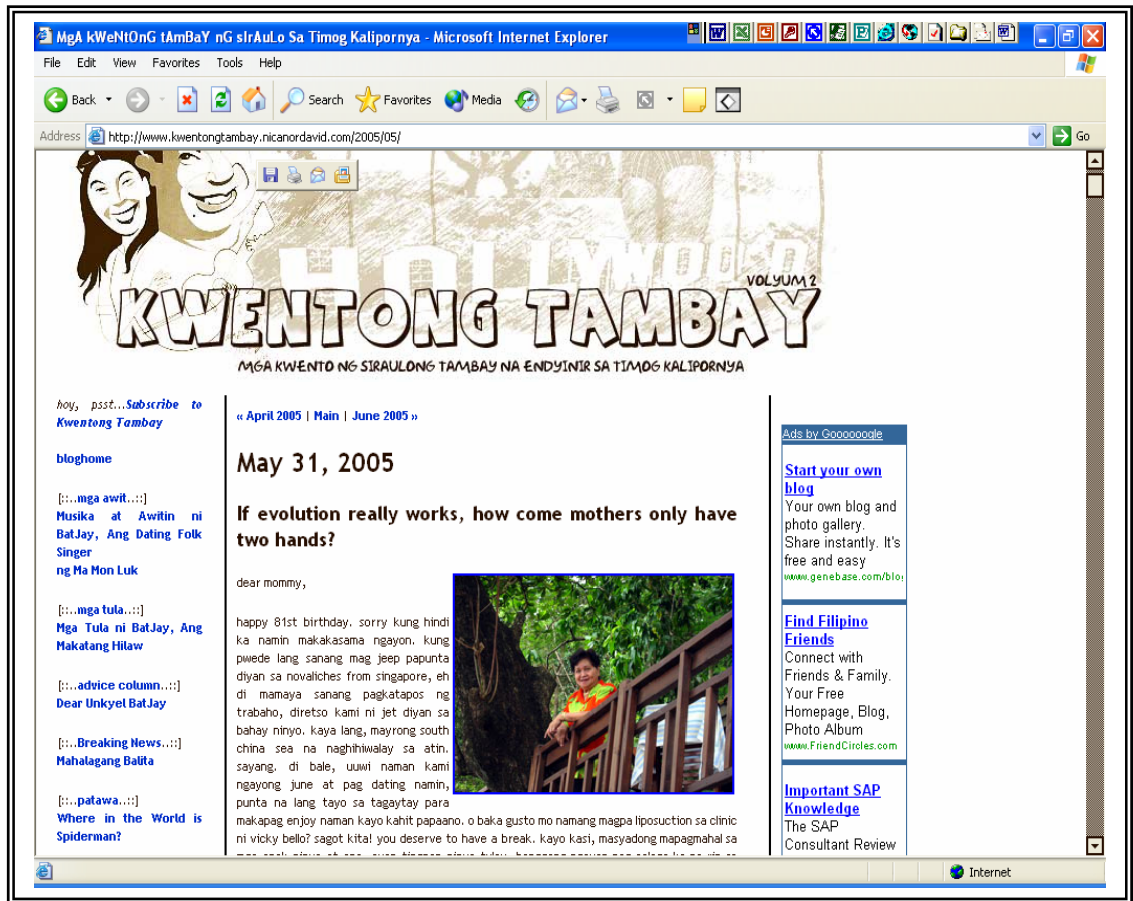 MgA kWeNtOnG tAmBaY nG sIrAuLo Sa Timog Kalipornya - Microsoft Internet Explorer
File Edit View Favorites Tools Help
Back Search Favorites Media
Address http://www.kwentongtambay.nicanordavid.com/2005/05/ Go
HOLLYWOOD
VOLYUM 2
KWENTONG TAMBAY
MGA KWENTO NG SIRAULONG TAMBAY NA ENDYINIR SA TIMOG KALIPORNYA
hoy, psst...Subscribe to
Kwentong Tambay
bloghome
[::..mga awit..::]
Musika at Awitin ni
BatJay, Ang Dating Folk
Singer
ng Ma Mon Luk
[::..mga tula..::]
Mga Tula ni BatJay, Ang
Makatang Hilaw
[::..advice column..::]
Dear Unkyel BatJay
[::..Breaking News..::]
Mahalagang Balita
[::..patawa..::]
Where in the World is
Spiderman?
« April 2005 | Main | June 2005 »
May 31, 2005
If evolution really works, how come mothers only have
two hands?
dear mommy,
happy 81st birthday. sorry kung hindi
ka namin makakasama ngayon. kung
pwede lang sanang mag jeep papunta
diyan sa novaliches from singapore, eh
di mamaya sanang pagkatapos ng
trabaho, diretso kami ni jet diyan sa
bahay ninyo. kaya lang, mayrong south
china sea na naghihiwalay sa atin.
sayang. di bale, uuwi naman kami
ngayong june at pag dating namin,
punta na lang tayo sa tagaytay para
makapag enjoy naman kayo kahit papaano. o baka gusto mo namang magpa liposuction sa clinic
ni vicky bello? sagot kita! you deserve to have a break. kayo kasi, masyadong mapagmahal sa
Ads by Goooooogle
Start your own
blog
Your own blog and
photo gallery.
Share instantly. It's
free and easy
www.genebase.com/blo
Find Filipino
Friends
Connect with
Friends & Family.
Your Free
Homepage, Blog,
Photo Album
www.FriendCircles.com
Important SAP
Knowledge
The SAP
Consultant Review
Internet